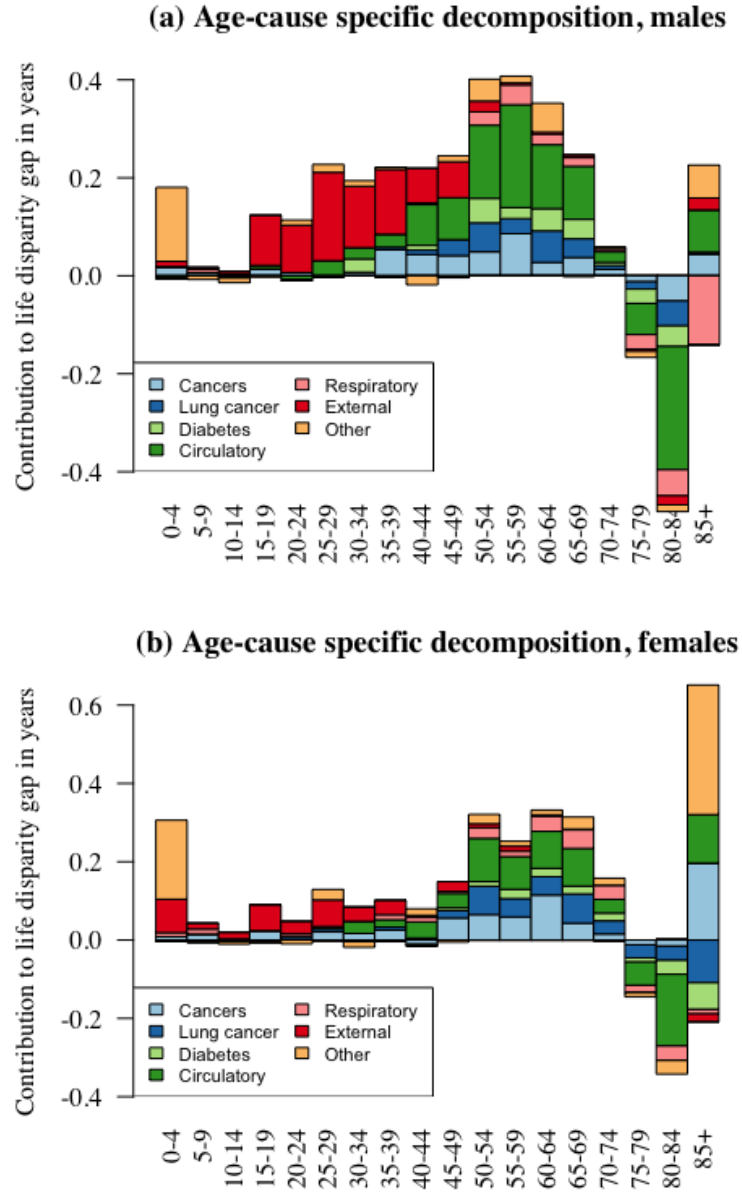 (a) Age-cause specific decomposition, males
Contribution to life disparity gap in years
0.4
0.2
0.0
-0.2
-0.4
Cancers
Lung cancer
Diabetes
Circulatory
Respiratory
External
Other
0-4
5-9
10-14
15-19
20-24
25-29
30-34
35-39
40-44
45-49
50-54
55-59
60-64
65-69
70-74
75-79
80-84
85+
(b) Age-cause specific decomposition, females
Contribution to life disparity gap in years
0.6
0.4
0.2
0.0
-0.2
-0.4
Cancers
Lung cancer
Diabetes
Circulatory
Respiratory
External
Other
0-4
5-9
10-14
15-19
20-24
25-29
30-34
35-39
40-44
45-49
50-54
55-59
60-64
65-69
70-74
75-79
80-84
85+